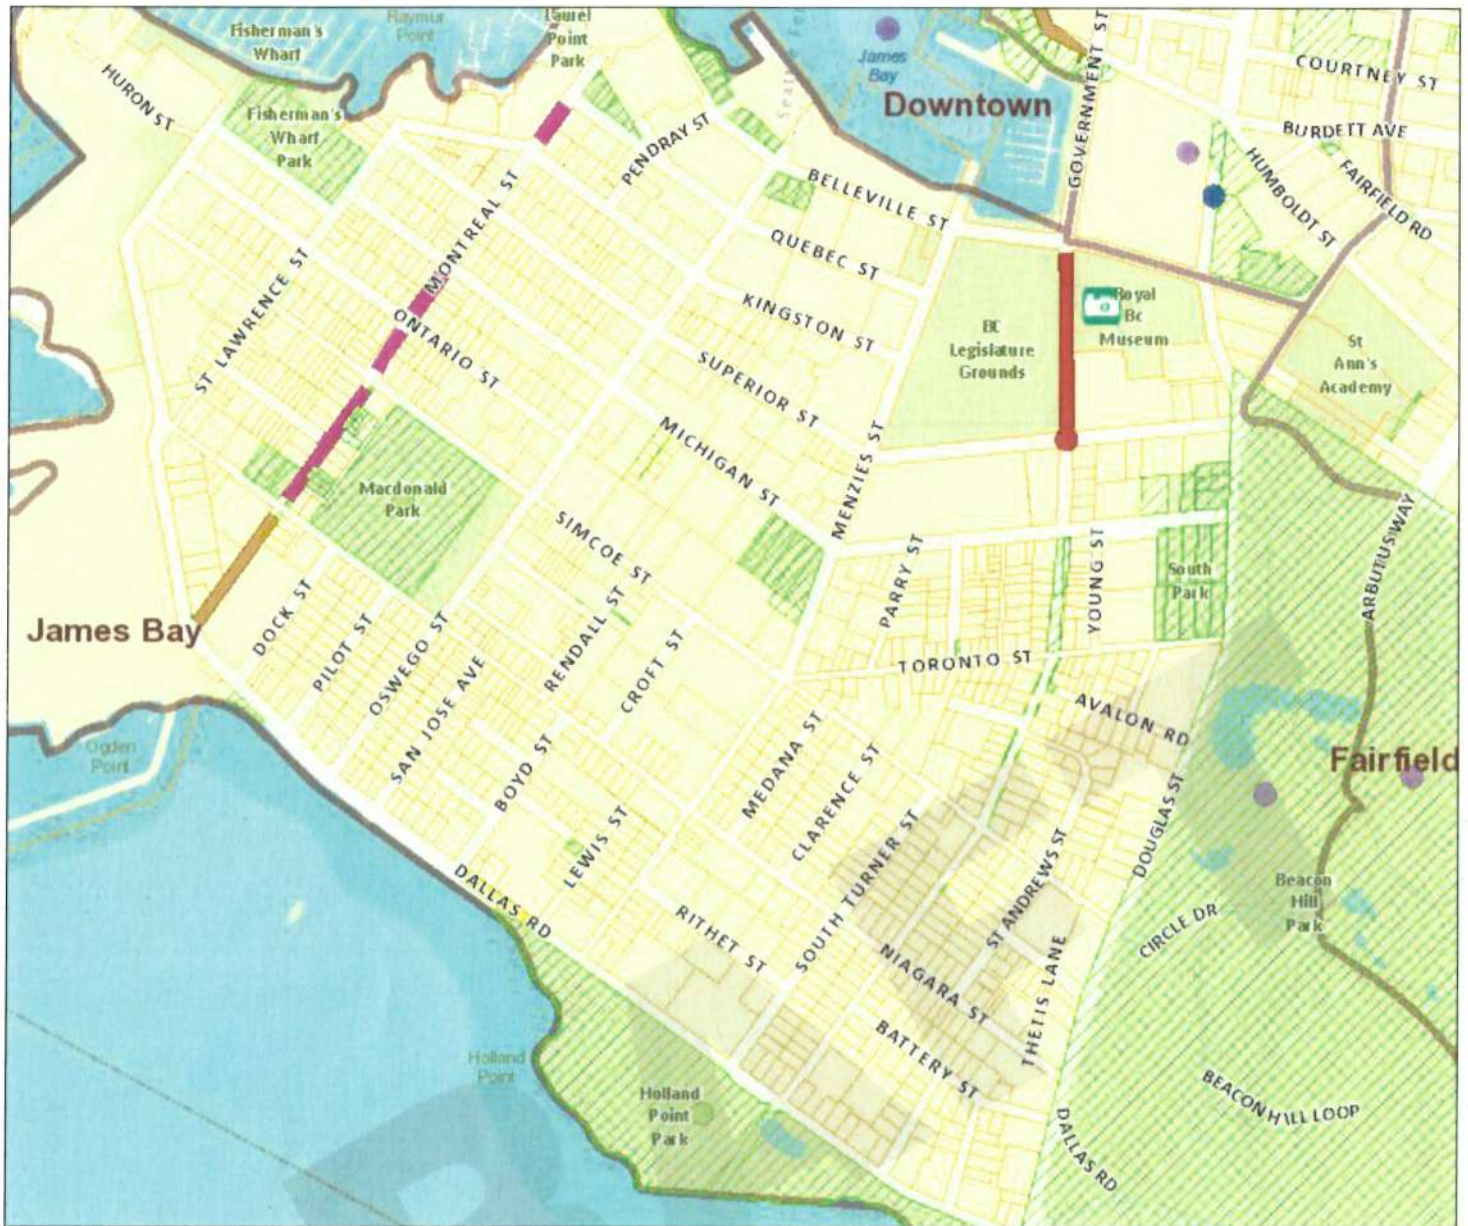 Fisherman's
Wharf
Raymur
Point
Laurel
Point
Park
James
Bay
Downtown
GOVERNMENT ST
COURTNEY ST
BURDETT AVE
HURON ST
Fisherman's
Wharf
Park
PENDRAY ST
HUMBOLDT ST
FAIRFIELD RD
BELLEVILLE ST
MONTREAL ST
QUEBEC ST
ST LAWRENCE ST
KINGSTON ST
Royal
Bc
Museum
BC
Legislature
Grounds
St
Ann's
Academy
ONTARIO ST
SUPERIOR ST
MICHIGAN ST
MENZIES ST
Macdonald
Park
SIMCOE ST
PARRY ST
YOUNG ST
South
Park
ARBUTUS WAY
James Bay
DOCK ST
PILOT ST
OSWEGO ST
SAN JOSE AVE
RENDALL ST
CROFT ST
TORONTO ST
AVALON RD
Ogden
Point
BOYD ST
MEDANA ST
CLARENCE ST
Fairfield
DOUGLAS ST
LEWIS ST
SOUTH TURNER ST
ST ANDREWS ST
DALLAS RD
RITHET ST
NIAGARA ST
THETIS LANE
CIRCLE DR
Beacon
Hill
Park
BATTERY ST
Holland
Point
Holland
Point
Park
BEACON HILL LOOP
DALLAS RD